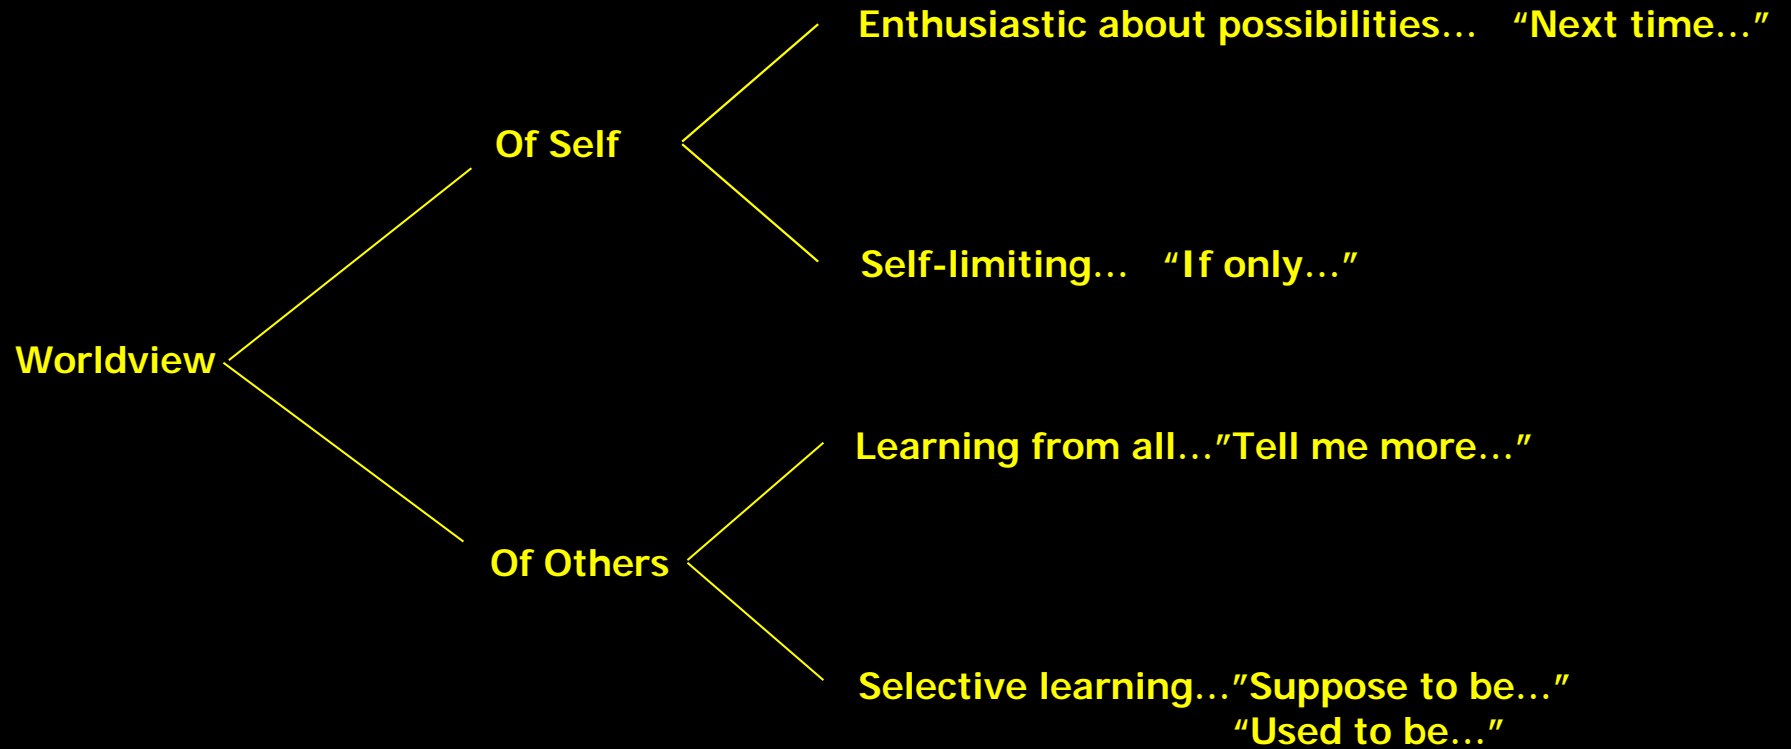 Enthusiastic about possibilities… “Next time…”
Of Self
Self-limiting… “If only…”
Worldview
Learning from all…”Tell me more…”
Of Others
Selective learning…”Suppose to be…”
“Used to be…”